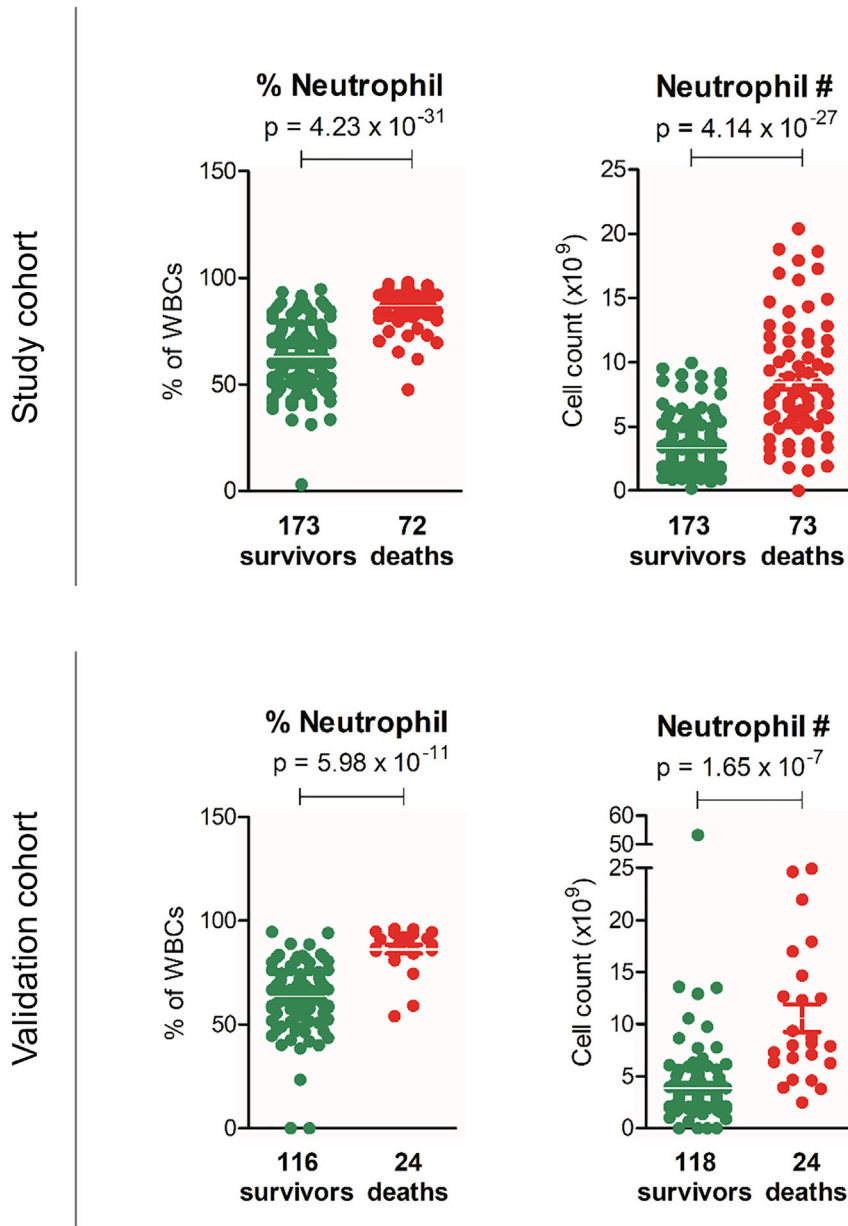 Study cohort
% Neutrophil
p = 4.23 x 10⁻³¹
150
100
50
0
% of WBCs
173
survivors
72
deaths
Neutrophil #
p = 4.14 x 10⁻²⁷
25
20
15
10
5
0
Cell count (x10⁹)
173
survivors
73
deaths
Validation cohort
% Neutrophil
p = 5.98 x 10⁻¹¹
150
100
50
0
% of WBCs
116
survivors
24
deaths
Neutrophil #
p = 1.65 x 10⁻⁷
60
50
25
20
15
10
5
0
Cell count (x10⁹)
118
survivors
24
deaths